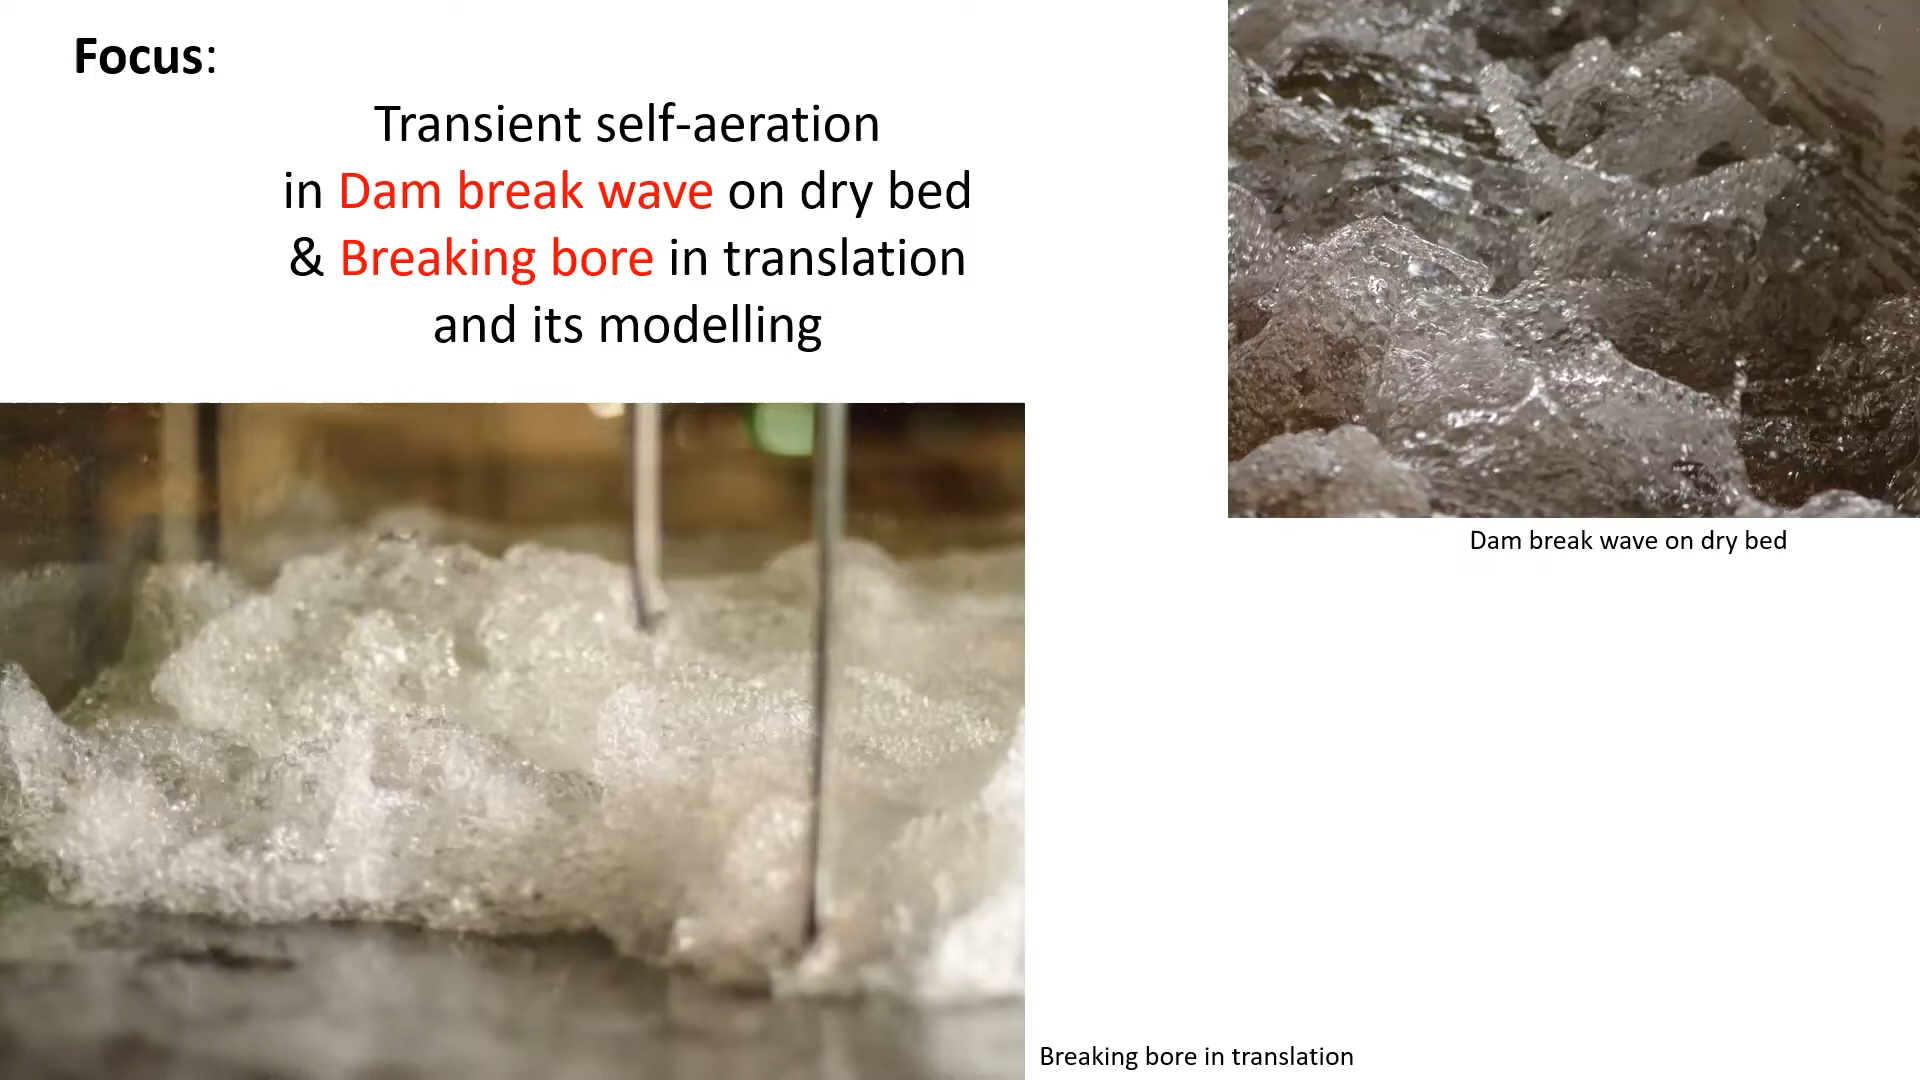 Focus:
Transient self-aeration
in Dam break wave on dry bed
& Breaking bore in translation
and its modelling
Dam break wave on dry bed
Breaking bore in translation